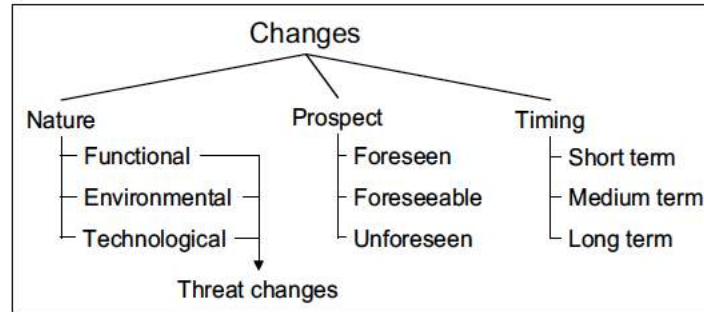 Changes
Nature Prospect Timing
Functional Foreseen Short term
Environmental Foreseeable Medium term
Technological Unforeseen Long term
Threat changes